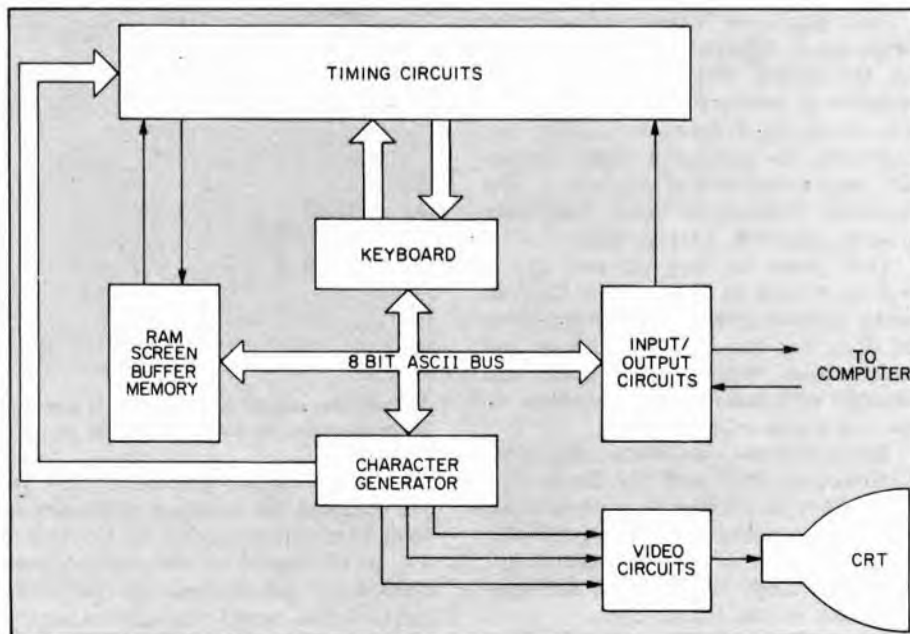 TIMING CIRCUITS
KEYBOARD
RAM
SCREEN
BUFFER
MEMORY
8 BIT ASCII BUS
INPUT/
OUTPUT
CIRCUITS
TO
COMPUTER
CHARACTER
GENERATOR
VIDEO
CIRCUITS
CRT